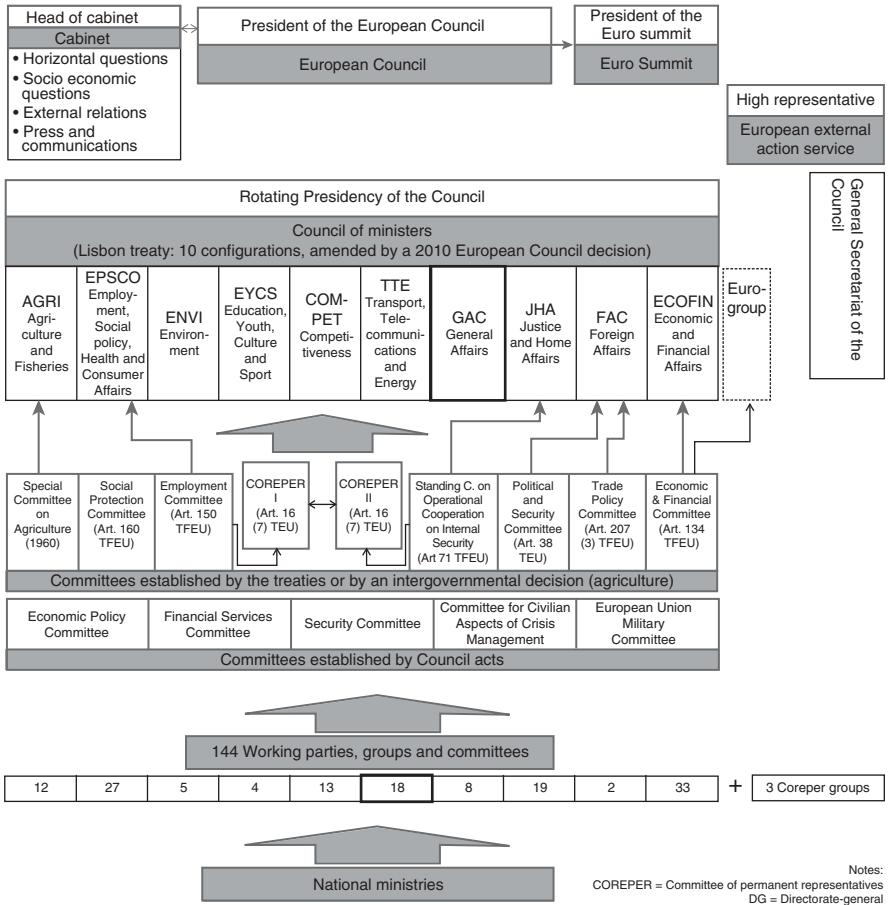 Head of cabinet
Cabinet
• Horizontal questions
• Socio economic
questions
• External relations
• Press and
communications
President of the European Council
European Council
President of the
Euro summit
Euro Summit
High representative
European external
action service
General Secretariat of the
Council
Rotating Presidency of the Council
Council of ministers
(Lisbon treaty: 10 configurations, amended by a 2010 European Council decision)
AGRI
Agri-
culture
and
Fisheries
EPSCO
Employ-
ment,
Social
policy,
Health and
Consumer
Affairs
ENVI
Environ-
ment
EYCS
Education,
Youth,
Culture
and
Sport
COM-
PET
Competi-
tiveness
TTE
Transport,
Tele-
communi-
cations
and
Energy
GAC
General
Affairs
JHA
Justice
and Home
Affairs
FAC
Foreign
Affairs
ECOFIN
Economic
and
Financial
Affairs
Euro-
group
Special
Committee
on
Agriculture
(1960)
Social
Protection
Committee
(Art. 160
TFEU)
Employment
Committee
(Art. 150
TFEU)
COREPER
I
(Art. 16
(7) TEU)
COREPER
II
(Art. 16
(7) TEU)
Standing C. on
Operational
Cooperation
on Internal
Security
(Art 71 TFEU)
Political
and
Security
Committee
(Art. 38
TEU)
Trade
Policy
Committee
(Art. 207
(3) TFEU)
Economic
& Financial
Committee
(Art. 134
TFEU)
Committees established by the treaties or by an intergovernmental decision (agriculture)
Economic Policy
Committee
Financial Services
Committee
Security Committee
Committee for Civilian
Aspects of Crisis
Management
European Union
Military
Committee
Committees established by Council acts
144 Working parties, groups and committees
12 27 5 4 13 18 8 19 2 33 + 3 Coreper groups
National ministries
Notes:
COREPER = Committee of permanent representatives
DG = Directorate-general